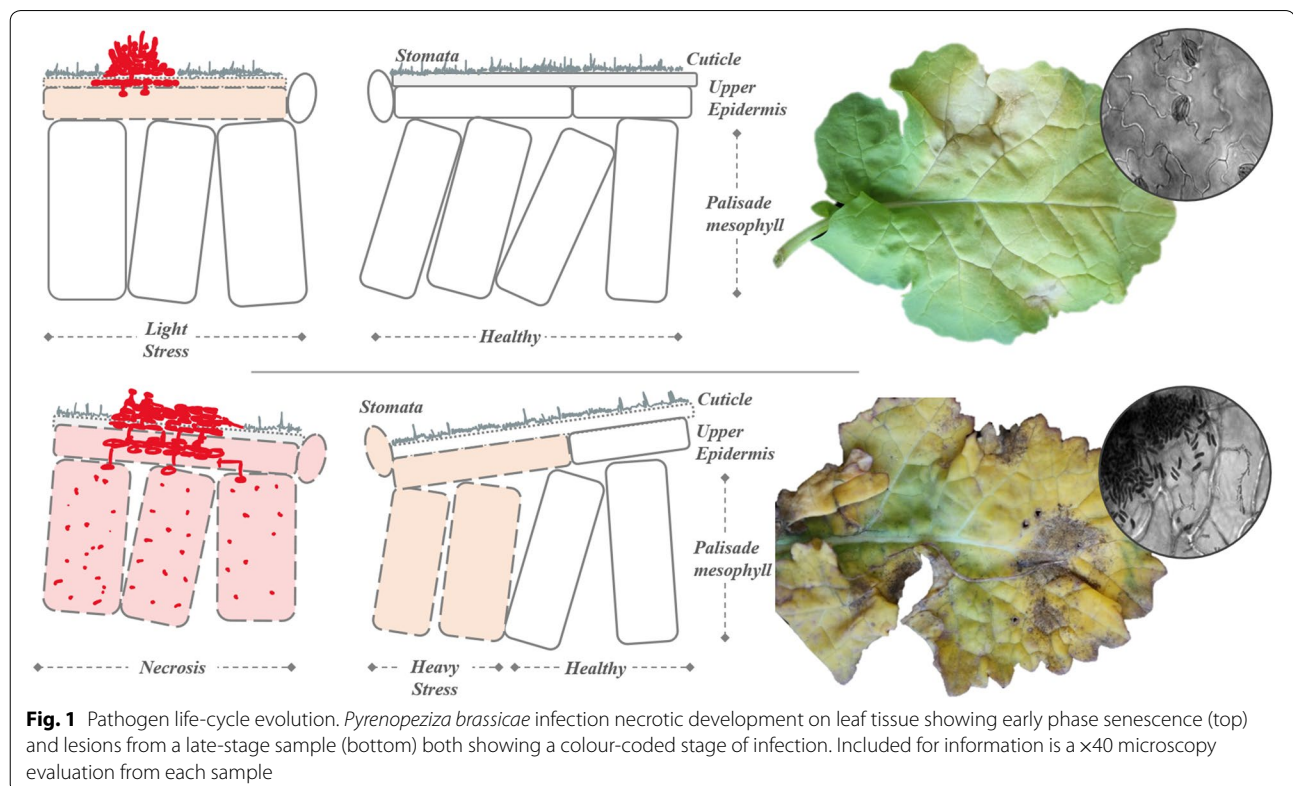 Stomata
Cuticle
Upper
Epidermis
Palisade
mesophyll
Light
Stress
Healthy
Stomata
Cuticle
Upper
Epidermis
Palisade
mesophyll
Necrosis
Heavy
Stress
Healthy
Fig. 1 Pathogen life-cycle evolution. Pyrenopeziza brassicae infection necrotic development on leaf tissue showing early phase senescence (top)
and lesions from a late-stage sample (bottom) both showing a colour-coded stage of infection. Included for information is a ×40 microscopy
evaluation from each sample